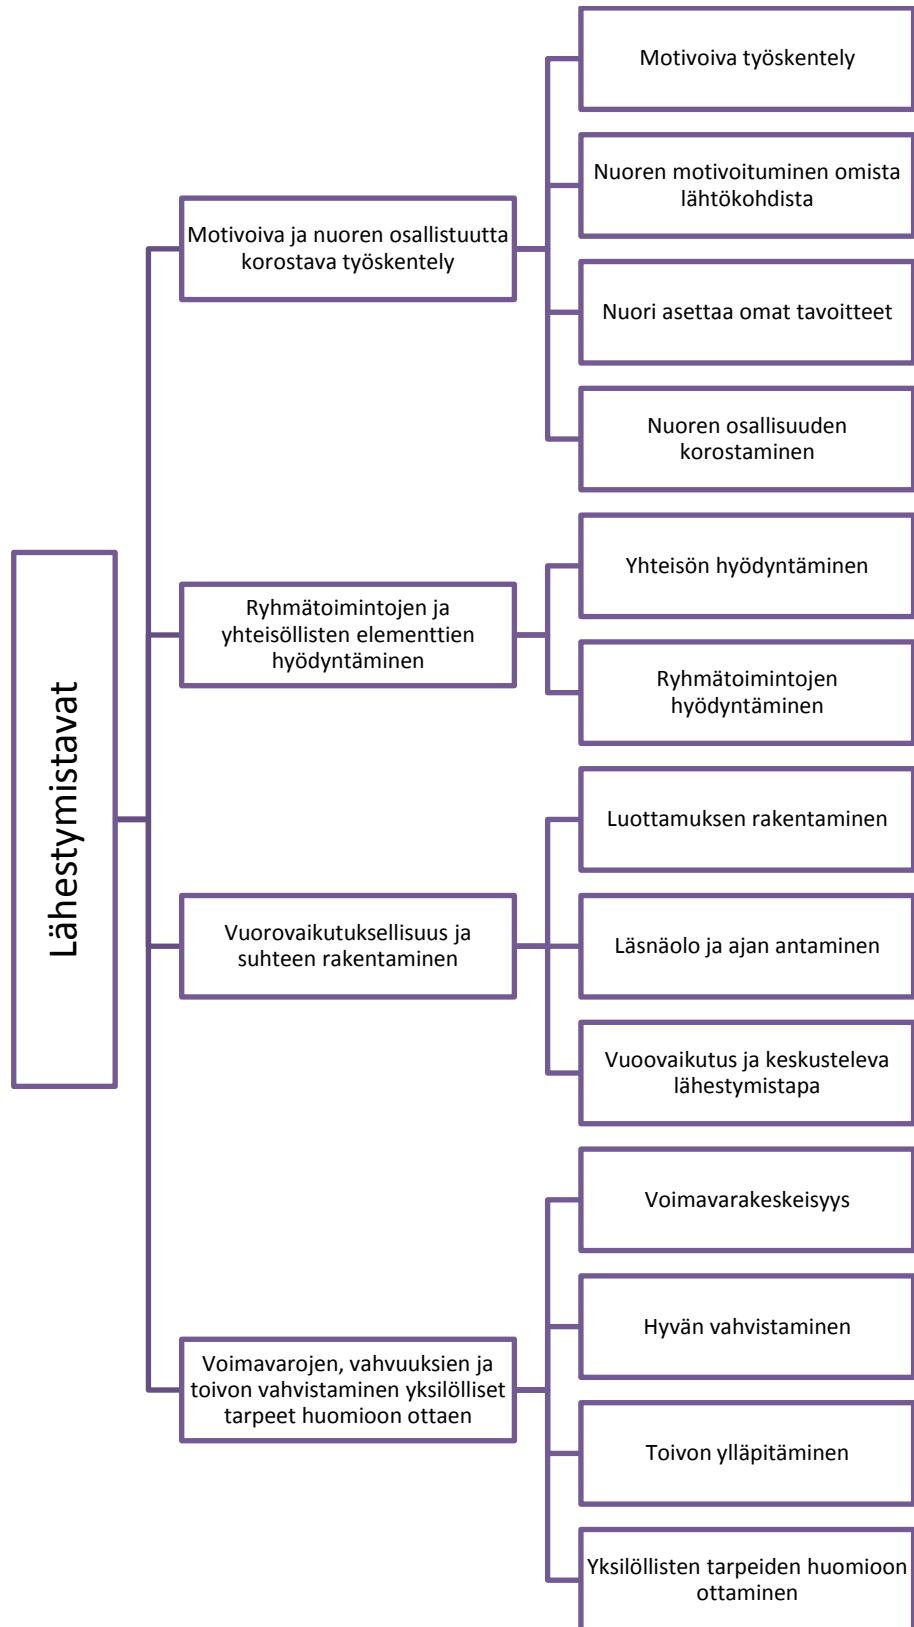 Lähestymistavat
Motivoiva ja nuoren osallistuutta
korostava työskentely
Motivoiva työskentely
Nuoren motivoituminen omista
lähtökohdista
Nuori asettaa omat tavoitteet
Nuoren osallisuuden
korostaminen
Ryhmätoimintojen ja
yhteisöllisten elementtien
hyödyntäminen
Yhteisön hyödyntäminen
Ryhmätoimintojen
hyödyntäminen
Vuorovaikutuksellisuus ja
suhteen rakentaminen
Luottamuksen rakentaminen
Läsnäolo ja ajan antaminen
Vuoovaikutus ja keskusteleva
lähestymistapa
Voimavarojen, vahvuuksien ja
toivon vahvistaminen yksilölliset
tarpeet huomioon ottaen
Voimavarakeskeisyys
Hyvän vahvistaminen
Toivon ylläpitäminen
Yksilöllisten tarpeiden huomioon
ottaminen